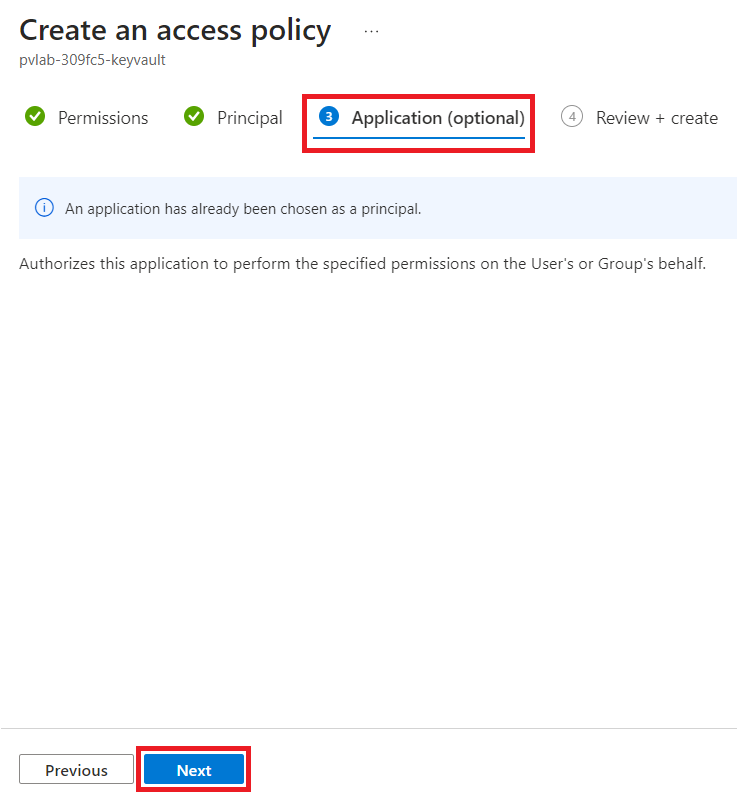 Create an access policy ...
pvlab-309fc5-keyvault
Permissions Principal 3 Application (optional) 4 Review + create
An application has already been chosen as a principal.
Authorizes this application to perform the specified permissions on the User's or Group's behalf.
Previous Next